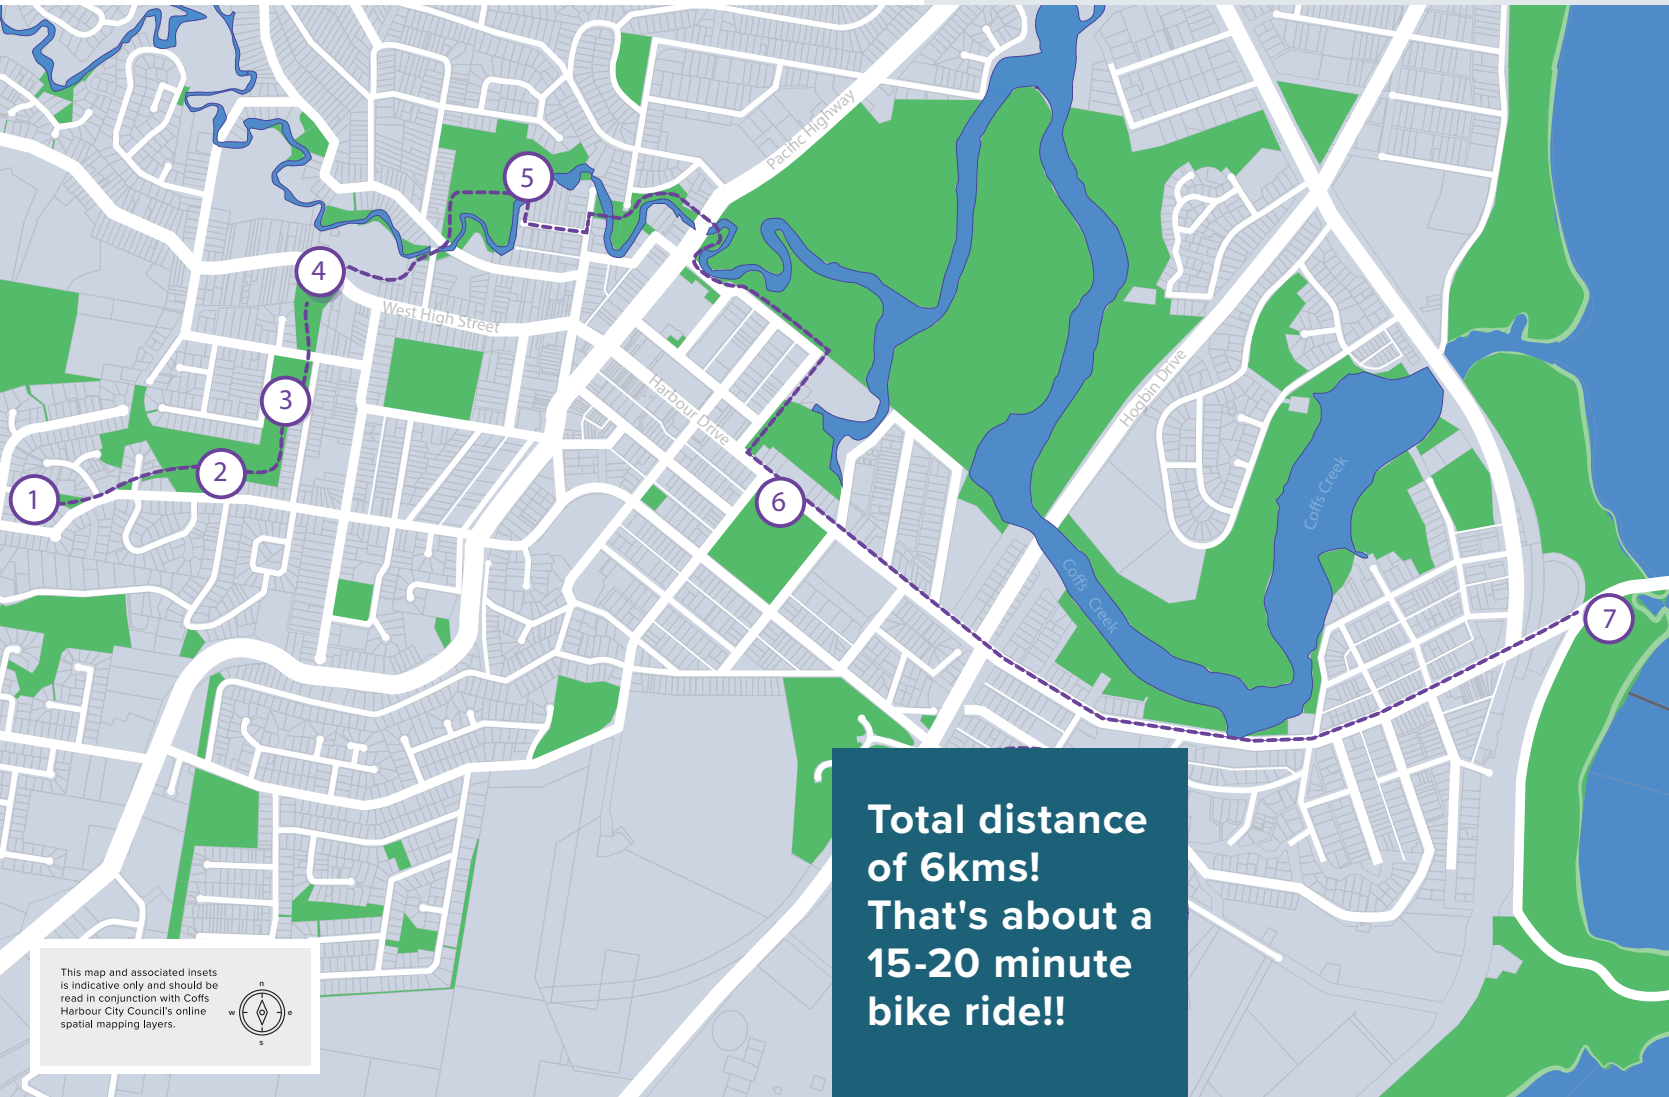 Pacific Highway
5
4
West High Street
Harbour Drive
Hogbin Drive
3
2
1
6
Coffs Creek
Coffs Creek
7
Total distance
of 6kms!
That's about a
15-20 minute
bike ride!!
This map and associated insets
is indicative only and should be
read in conjunction with Coffs
Harbour City Council's online
spatial mapping layers.
n
w
e
s